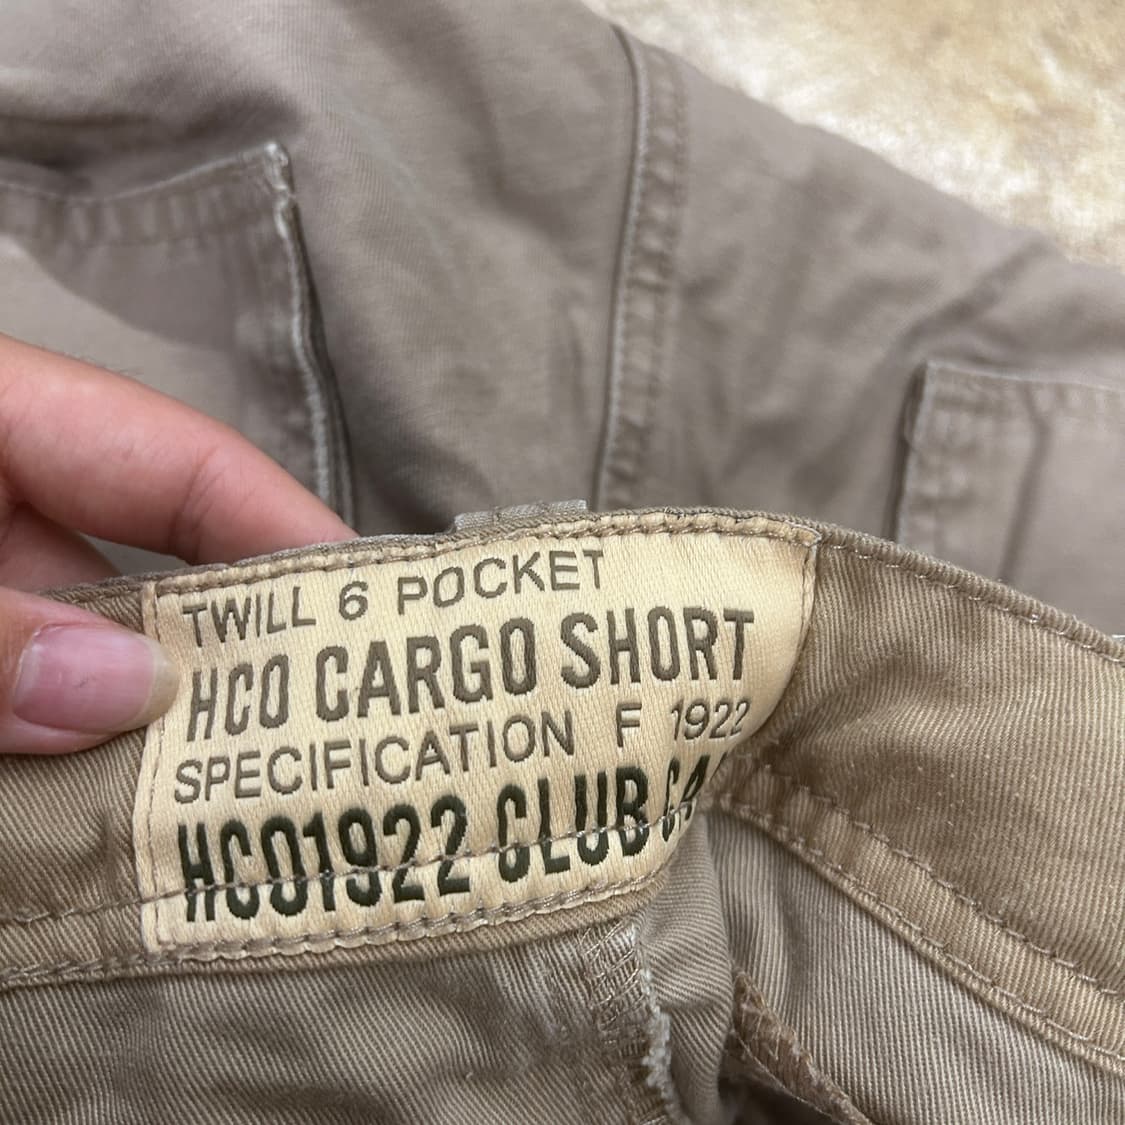 TWILL 6 POCKET
HCO CARGO SHORT
SPECIFICATION F 1922
HCO1922 CLUB